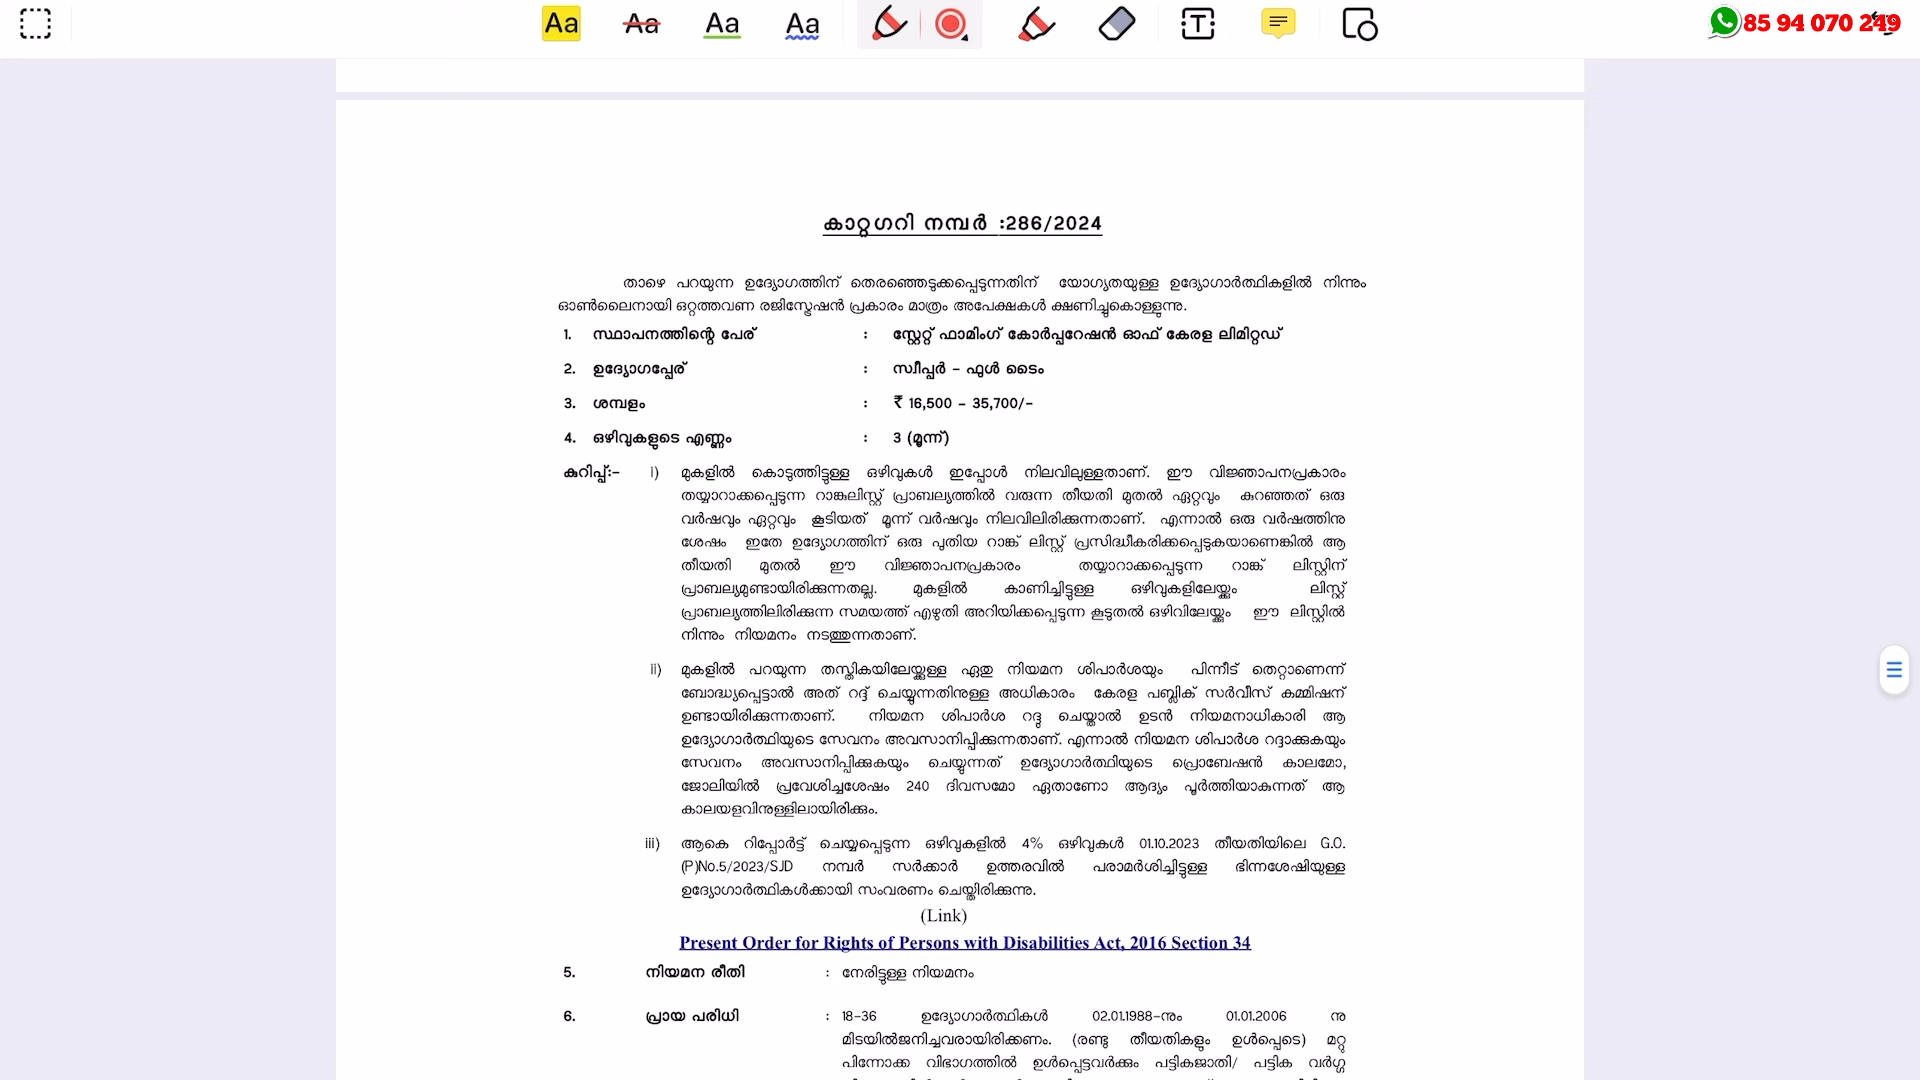 Aa Aa Aa Aa T
85 94 070 249
കാറ്റഗറി നമ്പർ :286/2024
താഴെ പറയുന്ന ഉദ്യോഗത്തിന് തെരഞ്ഞെടുക്കപ്പെടുന്നതിന് യോഗ്യതയുള്ള ഉദ്യോഗാർത്ഥികളിൽ നിന്നും
ഓൺലൈനായി ഒറ്റത്തവണ രജിസ്ട്രേഷൻ പ്രകാരം മാത്രം അപേക്ഷകൾ ക്ഷണിച്ചുകൊള്ളുന്നു.
1. സ്ഥാപനത്തിന്റെ പേര് : സ്റ്റേറ്റ് ഫാമിംഗ് കോർപ്പറേഷൻ ഓഫ് കേരള ലിമിറ്റഡ്
2. ഉദ്യോഗപ്പേര് : സ്വീപ്പർ – ഫുൾ ടൈം
3. ശമ്പളം : ₹ 16,500 – 35,700/-
4. ഒഴിവുകളുടെ എണ്ണം : 3 (മൂന്ന്)
കുറിപ്പ്:– i) മുകളിൽ കൊടുത്തിട്ടുള്ള ഒഴിവുകൾ ഇപ്പോൾ നിലവിലുള്ളതാണ്. ഈ വിജ്ഞാപനപ്രകാരം
തയ്യാറാക്കപ്പെടുന്ന റാങ്കുലിസ്റ്റ് പ്രാബല്യത്തിൽ വരുന്ന തീയതി മുതൽ ഏറ്റവും കുറഞ്ഞത് ഒരു
വർഷവും ഏറ്റവും കൂടിയത് മൂന്ന് വർഷവും നിലവിലിരിക്കുന്നതാണ്. എന്നാൽ ഒരു വർഷത്തിനു
ശേഷം ഇതേ ഉദ്യോഗത്തിന് ഒരു പുതിയ റാങ്ക് ലിസ്റ്റ് പ്രസിദ്ധീകരിക്കപ്പെടുകയാണെങ്കിൽ ആ
തീയതി മുതൽ ഈ വിജ്ഞാപനപ്രകാരം തയ്യാറാക്കപ്പെടുന്ന റാങ്ക് ലിസ്റ്റിന്
പ്രാബല്യമുണ്ടായിരിക്കുന്നതല്ല. മുകളിൽ കാണിച്ചിട്ടുള്ള ഒഴിവുകളിലേയ്ക്കും ലിസ്റ്റ്
പ്രാബല്യത്തിലിരിക്കുന്ന സമയത്ത് എഴുതി അറിയിക്കപ്പെടുന്ന കൂടുതൽ ഒഴിവിലേയ്ക്കും ഈ ലിസ്റ്റിൽ
നിന്നും നിയമനം നടത്തുന്നതാണ്.
ii) മുകളിൽ പറയുന്ന തസ്തികയിലേയ്ക്കുള്ള ഏതു നിയമന ശിപാർശയും പിന്നീട് തെറ്റാണെന്ന്
ബോദ്ധ്യപ്പെട്ടാൽ അത് റദ്ദ് ചെയ്യുന്നതിനുള്ള അധികാരം കേരള പബ്ലിക് സർവീസ് കമ്മിഷന്
ഉണ്ടായിരിക്കുന്നതാണ്. നിയമന ശിപാർശ റദ്ദു ചെയ്താൽ ഉടൻ നിയമനാധികാരി ആ
ഉദ്യോഗാർത്ഥിയുടെ സേവനം അവസാനിപ്പിക്കുന്നതാണ്. എന്നാൽ നിയമന ശിപാർശ റദ്ദാക്കുകയും
സേവനം അവസാനിപ്പിക്കുകയും ചെയ്യുന്നത് ഉദ്യോഗാർത്ഥിയുടെ പ്രൊബേഷൻ കാലമോ,
ജോലിയിൽ പ്രവേശിച്ചശേഷം 240 ദിവസമോ ഏതാണോ ആദ്യം പൂർത്തിയാകുന്നത് ആ
കാലയളവിനുള്ളിലായിരിക്കും.
iii) ആകെ റിപ്പോർട്ട് ചെയ്യപ്പെടുന്ന ഒഴിവുകളിൽ 4% ഒഴിവുകൾ 01.10.2023 തീയതിയിലെ G.O.
(P)No.5/2023/SJD നമ്പർ സർക്കാർ ഉത്തരവിൽ പരാമർശിച്ചിട്ടുള്ള ഭിന്നശേഷിയുള്ള
ഉദ്യോഗാർത്ഥികൾക്കായി സംവരണം ചെയ്തിരിക്കുന്നു.
(Link)
Present Order for Rights of Persons with Disabilities Act, 2016 Section 34
5. നിയമന രീതി : നേരിട്ടുള്ള നിയമനം
6. പ്രായ പരിധി : 18–36 ഉദ്യോഗാർത്ഥികൾ 02.01.1988-നും 01.01.2006 നു
മിടയിൽജനിച്ചവരായിരിക്കണം. (രണ്ടു തീയതികളും ഉൾപ്പെടെ) മറ്റു
പിന്നോക്ക വിഭാഗത്തിൽ ഉൾപ്പെട്ടവർക്കും പട്ടികജാതി/ പട്ടിക വർഗ്ഗ